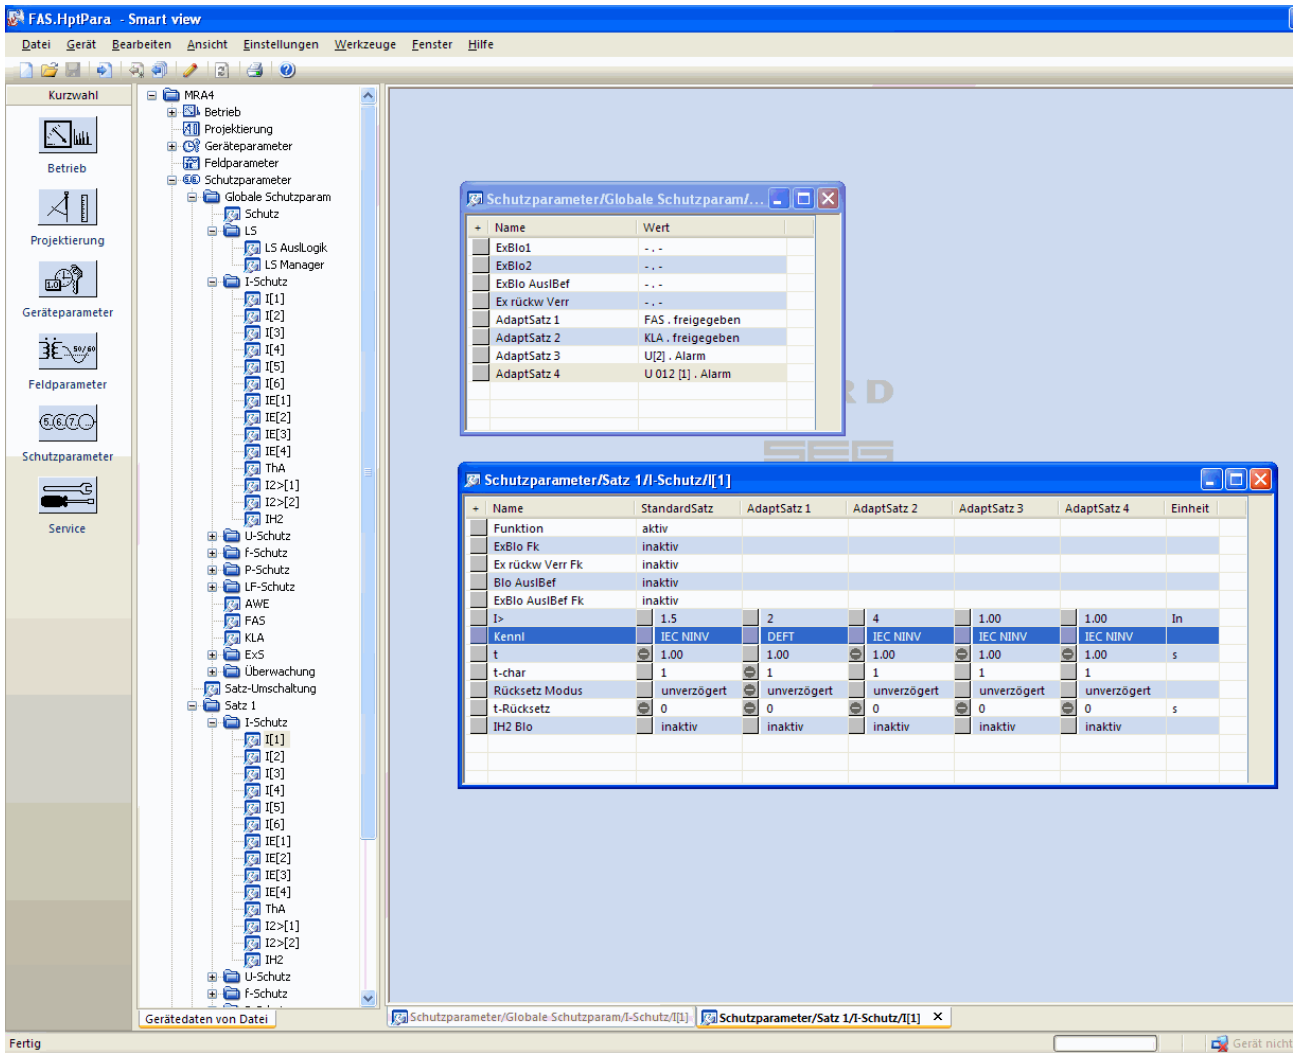 FAS.HptPara - Smart view
Datei Gerät Bearbeiten Ansicht Einstellungen Werkzeuge Fenster Hilfe
Kurzwahl
Betrieb
Projektierung
Geräteparameter
Feldparameter
Schutzparameter
Service
MRA4
Betrieb
Projektierung
Geräteparameter
Feldparameter
Schutzparameter
Globale Schutzparam
Schutz
LS
LS AuslLogik
LS Manager
I-Schutz
I[1]
I[2]
I[3]
I[4]
I[5]
I[6]
IE[1]
IE[2]
IE[3]
IE[4]
ThA
I2>[1]
I2>[2]
IH2
U-Schutz
f-Schutz
P-Schutz
LF-Schutz
AWE
FAS
KLA
ExS
Überwachung
Satz-Umschaltung
Satz 1
I-Schutz
I[1]
I[2]
I[3]
I[4]
I[5]
I[6]
IE[1]
IE[2]
IE[3]
IE[4]
ThA
I2>[1]
I2>[2]
IH2
U-Schutz
f-Schutz
Gerätedaten von Datei
Schutzparameter/Globale Schutzparam/...
+ Name Wert
ExBlo1 - . -
ExBlo2 - . -
ExBlo AuslBef - . -
Ex rückw Verr - . -
AdaptSatz 1 FAS . freigegeben
AdaptSatz 2 KLA . freigegeben
AdaptSatz 3 U[2] . Alarm
AdaptSatz 4 U 012 [1] . Alarm
R D
SEG
Schutzparameter/Satz 1/I-Schutz/I[1]
+ Name StandardSatz AdaptSatz 1 AdaptSatz 2 AdaptSatz 3 AdaptSatz 4 Einheit
Funktion aktiv
ExBlo Fk inaktiv
Ex rückw Verr Fk inaktiv
Blo AuslBef inaktiv
ExBlo AuslBef Fk inaktiv
I> 1.5 2 4 1.00 1.00 In
Kennl IEC NINV DEFT IEC NINV IEC NINV IEC NINV
t 1.00 1.00 1.00 1.00 1.00 s
t-char 1 1 1 1 1
Rücksetz Modus unverzögert unverzögert unverzögert unverzögert unverzögert
t-Rücksetz 0 0 0 0 0 s
IH2 Blo inaktiv inaktiv inaktiv inaktiv inaktiv
Schutzparameter/Globale Schutzparam/I-Schutz/I[1] Schutzparameter/Satz 1/I-Schutz/I[1] X
Fertig Gerät nicht